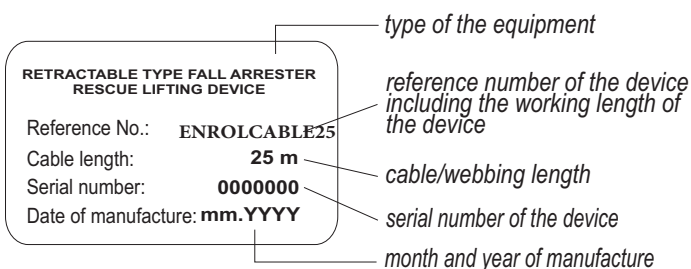 type of the equipment
RETRACTABLE TYPE FALL ARRESTER
RESCUE LIFTING DEVICE
reference number of the device
including the working length of
the device
Reference No.: ENROLCABLE25
Cable length: 25 m
cable/webbing length
Serial number: 0000000
serial number of the device
Date of manufacture: mm.YYYY
month and year of manufacture